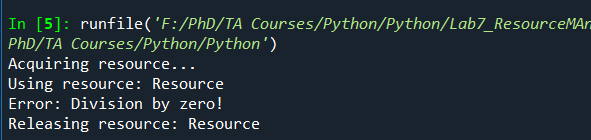 In [5]: runfile('F:/PhD/TA Courses/Python/Python/Lab7_ResourceMAn
PhD/TA Courses/Python/Python')
Acquiring resource...
Using resource: Resource
Error: Division by zero!
Releasing resource: Resource